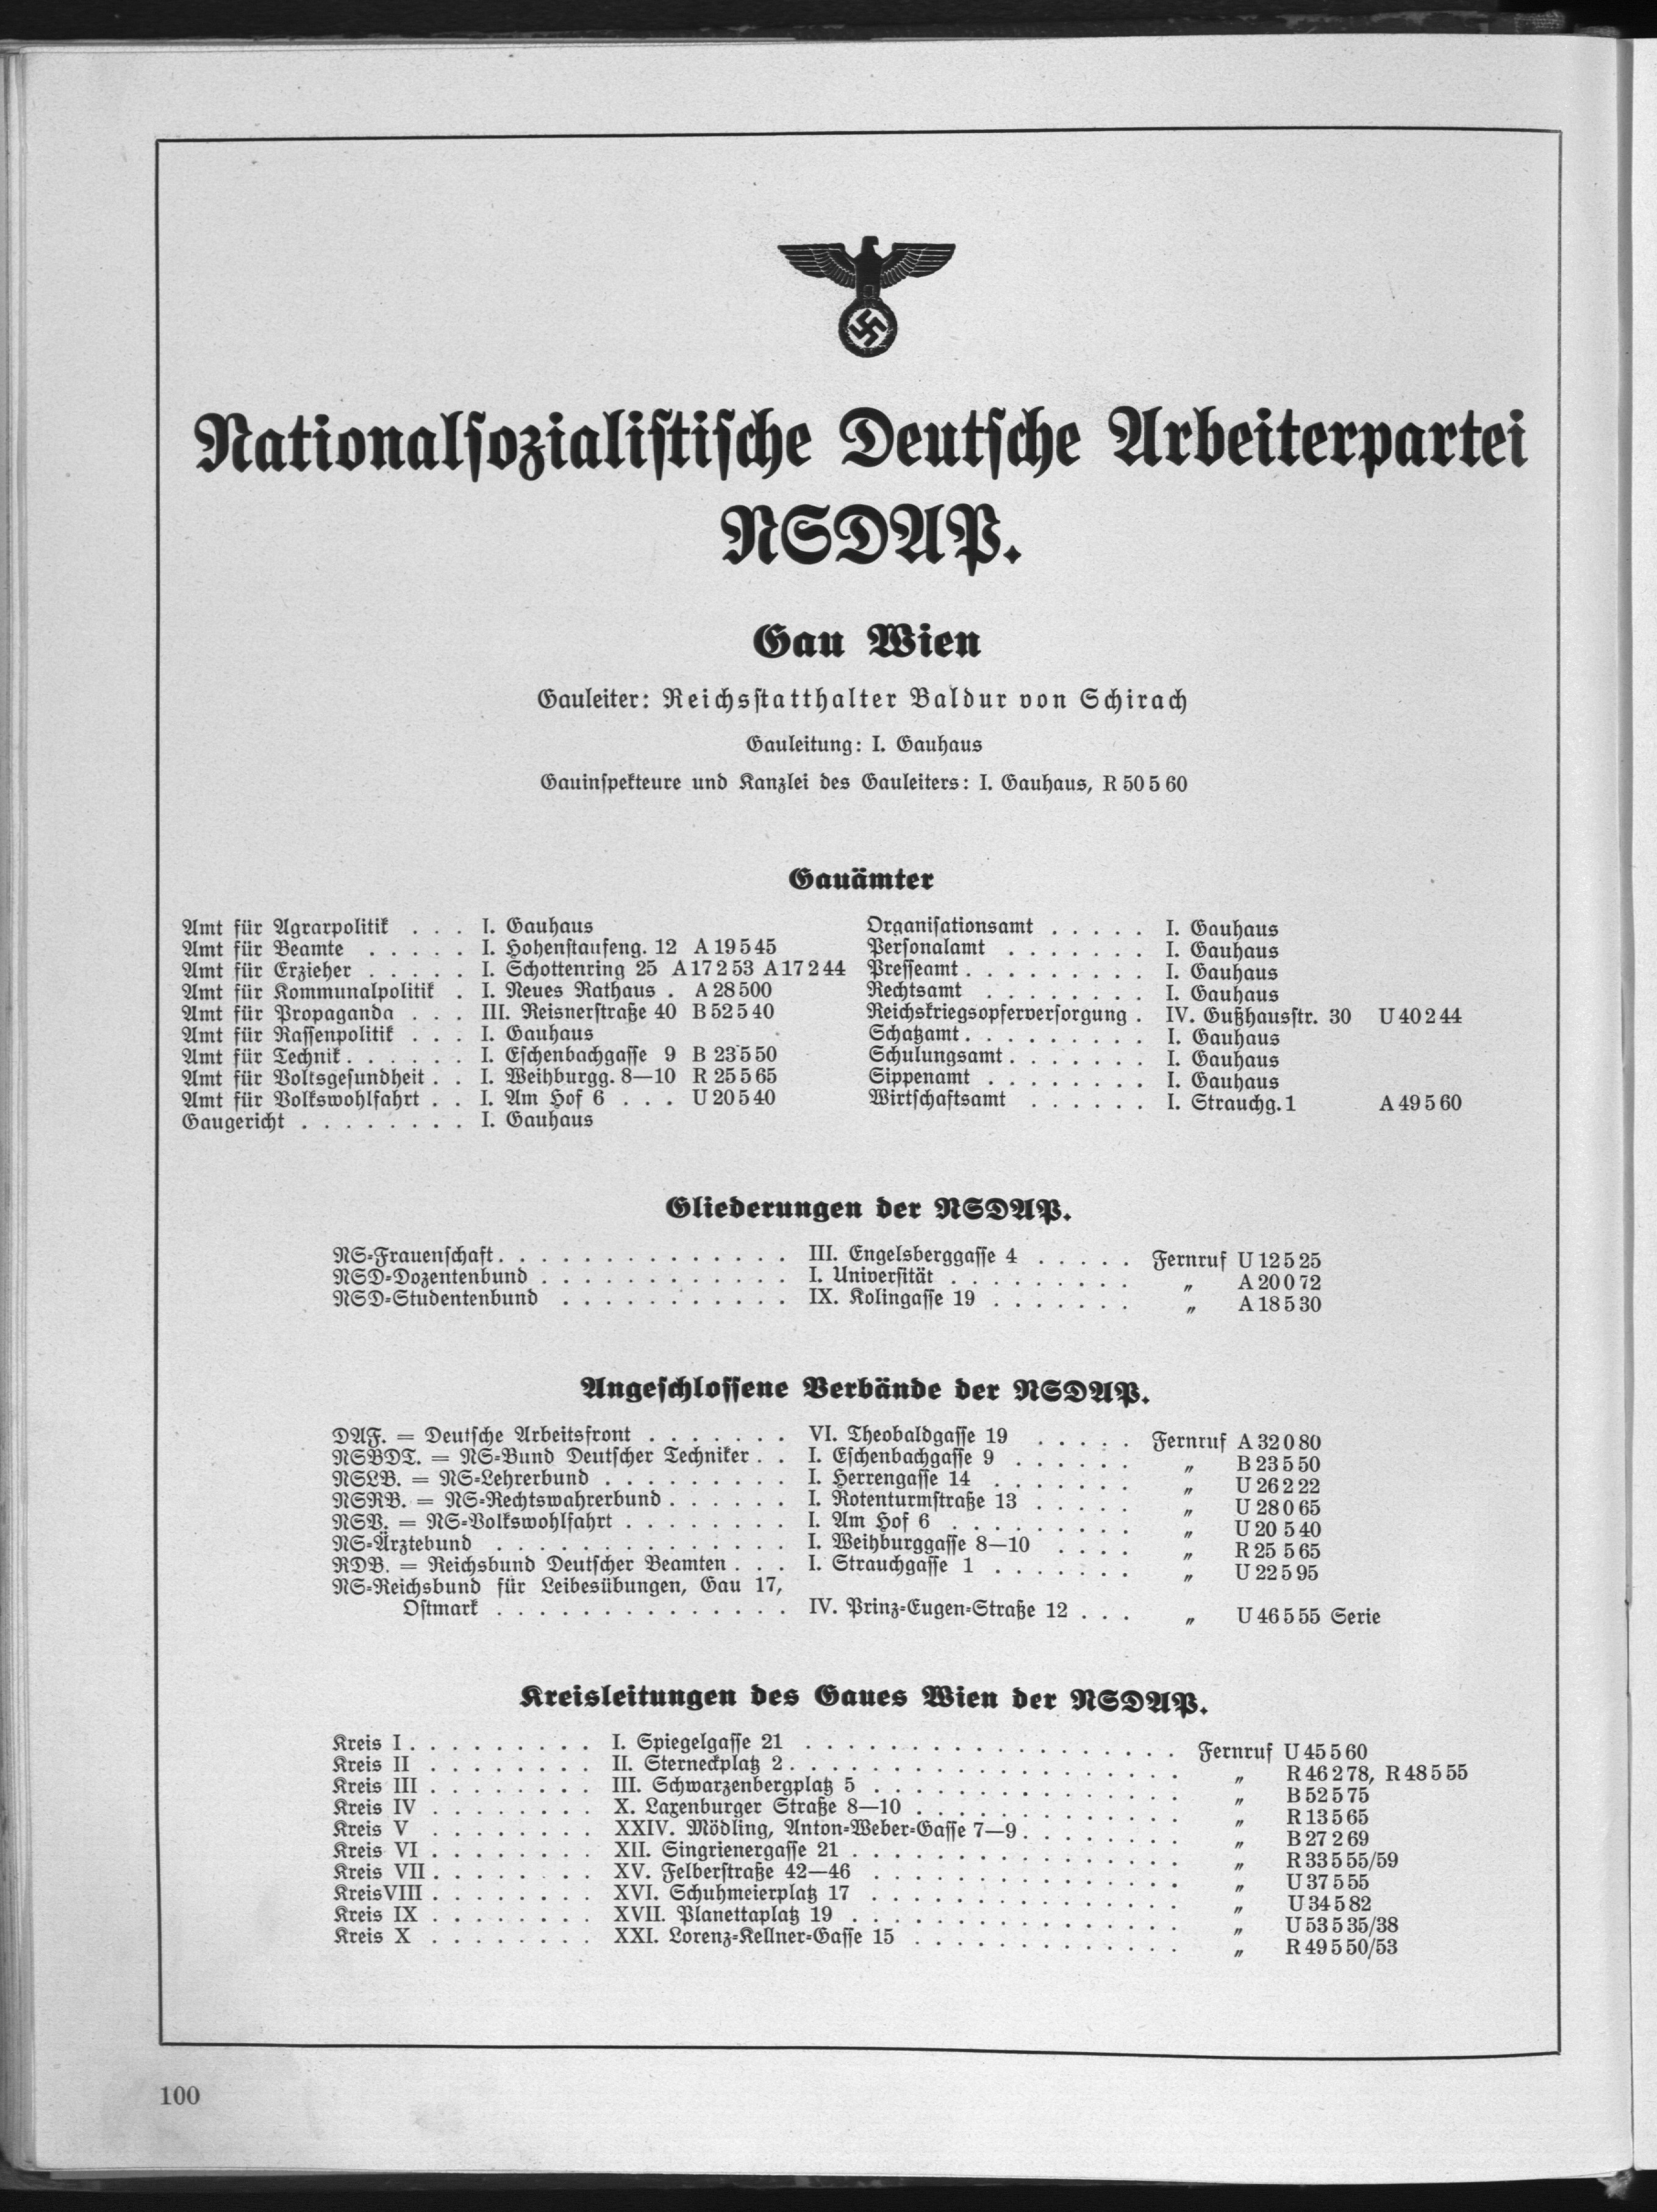 Nationalsozialistische Deutsche Arbeiterpartei
NSDAP.
Gau Wien
Gauleiter: Reichsstatthalter Baldur von Schirach
Gauleitung: I. Gauhaus
Gauinspekteure und Kanzlei des Gauleiters: I. Gauhaus, R 50 5 60
Gauämter
Amt für Agrarpolitik . . . I. Gauhaus
Amt für Beamte . . . . . I. Hohenstaufeng. 12 A 19 5 45
Amt für Erzieher . . . . . I. Schottenring 25 A 17 2 53 A 17 2 44
Amt für Kommunalpolitik . I. Neues Rathaus . A 28 500
Amt für Propaganda . . . III. Reisnerstraße 40 B 52 5 40
Amt für Rassenpolitik . . . I. Gauhaus
Amt für Technik . . . . . . I. Eschenbachgasse 9 B 23 5 50
Amt für Volksgesundheit . . I. Weihburgg. 8—10 R 25 5 65
Amt für Volkswohlfahrt . . I. Am Hof 6 . . . U 20 5 40
Gaugericht . . . . . . . . I. Gauhaus
Organisationsamt . . . . . I. Gauhaus
Personalamt . . . . . . . I. Gauhaus
Presseamt . . . . . . . . . I. Gauhaus
Rechtsamt . . . . . . . . I. Gauhaus
Reichskriegsopferversorgung . IV. Gußhausstr. 30 U 40 2 44
Schatzamt . . . . . . . . . I. Gauhaus
Schulungsamt . . . . . . . I. Gauhaus
Sippenamt . . . . . . . . I. Gauhaus
Wirtschaftsamt . . . . . . I. Strauchg. 1 A 49 5 60
Gliederungen der NSDAP.
NS-Frauenschaft . . . . . . . . . . . . . . III. Engelsberggasse 4 . . . . . Fernruf U 12 5 25
NSD-Dozentenbund . . . . . . . . . . . . I. Universität . . . . . . . . . „ A 20 0 72
NSD-Studentenbund . . . . . . . . . . . IX. Kolingasse 19 . . . . . . . „ A 18 5 30
Angeschlossene Verbände der NSDAP.
DAF. = Deutsche Arbeitsfront . . . . . . . VI. Theobaldgasse 19 . . . . . Fernruf A 32 0 80
NSBDT. = NS-Bund Deutscher Techniker . . I. Eschenbachgasse 9 . . . . . . „ B 23 5 50
NSLB. = NS-Lehrerbund . . . . . . . . . I. Herrengasse 14 . . . . . . . „ U 26 2 22
NSRB. = NS-Rechtswahrerbund . . . . . . I. Rotenturmstraße 13 . . . . . „ U 28 0 65
NSV. = NS-Volkswohlfahrt . . . . . . . . I. Am Hof 6 . . . . . . . . . „ U 20 5 40
NS-Ärztebund . . . . . . . . . . . . . . I. Weihburggasse 8—10 . . . . „ R 25 5 65
RDB. = Reichsbund Deutscher Beamten . . . I. Strauchgasse 1 . . . . . . . „ U 22 5 95
NS-Reichsbund für Leibesübungen, Gau 17,
Ostmark . . . . . . . . . . . . . . IV. Prinz-Eugen-Straße 12 . . . „ U 46 5 55 Serie
Kreisleitungen des Gaues Wien der NSDAP.
Kreis I . . . . . . . . . I. Spiegelgasse 21 . . . . . . . . . . . . . . . . . . Fernruf U 45 5 60
Kreis II . . . . . . . . II. Sterneckplatz 2 . . . . . . . . . . . . . . . . . . „ R 46 2 78, R 48 5 55
Kreis III . . . . . . . . III. Schwarzenbergplatz 5 . . . . . . . . . . . . . . . „ B 52 5 75
Kreis IV . . . . . . . . X. Laxenburger Straße 8—10 . . . . . . . . . . . . . „ R 13 5 65
Kreis V . . . . . . . . XXIV. Mödling, Anton-Weber-Gasse 7—9 . . . . . . . . „ B 27 2 69
Kreis VI . . . . . . . . XII. Singrienergasse 21 . . . . . . . . . . . . . . . . „ R 33 5 55/59
Kreis VII . . . . . . . . XV. Felberstraße 42—46 . . . . . . . . . . . . . . . „ U 37 5 55
Kreis VIII . . . . . . . . XVI. Schuhmeierplatz 17 . . . . . . . . . . . . . . . „ U 34 5 82
Kreis IX . . . . . . . . XVII. Planettaplatz 19 . . . . . . . . . . . . . . . . „ U 53 5 35/38
Kreis X . . . . . . . . XXI. Lorenz-Kellner-Gasse 15 . . . . . . . . . . . . . „ R 49 5 50/53
100